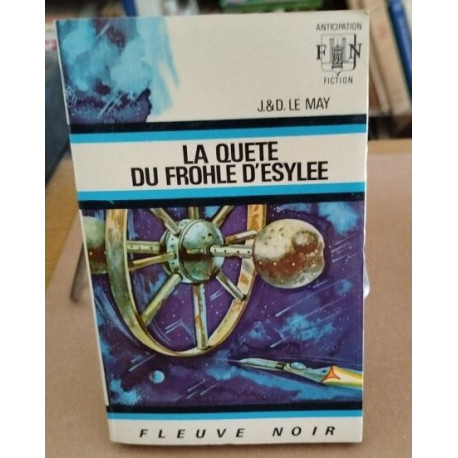 ANTICIPATION
F N
FICTION
J.&D. LE MAY
LA QUETE
DU FROHLE D'ESYLEE
FLEUVE NOIR